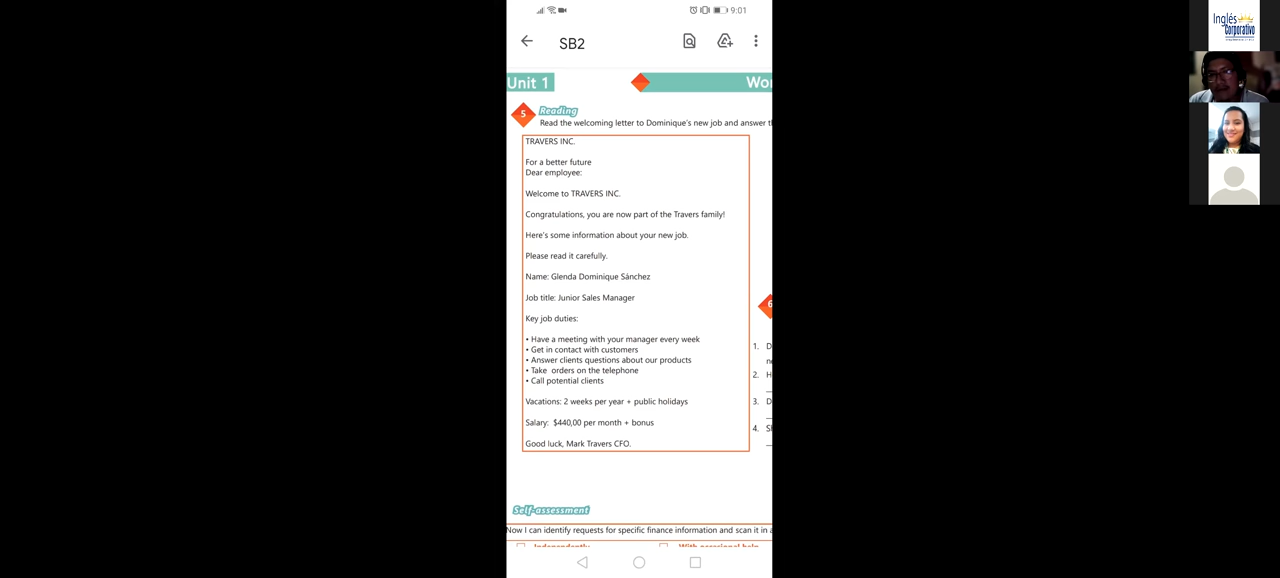 9:01
SB2
Unit 1
5
Reading
Read the welcoming letter to Dominique's new job and answer
TRAVERS INC.
For a better future
Dear employee:
Welcome to TRAVERS INC.
Congratulations, you are now part of the Travers family!
Here's some information about your new job.
Please read it carefully.
Name: Glenda Dominique Sánchez
Job title: Junior Sales Manager
Key job duties:
• Have a meeting with your manager every week
• Get in contact with customers
• Answer clients questions about our products
• Take orders on the telephone
• Call potential clients
Vacations: 2 weeks per year + public holidays
Salary: $440,00 per month + bonus
Good luck, Mark Travers CFO.
6
1.
2.
3.
4.
Self-assessment
Now I can identify requests for specific finance information and scan it in
Inglés
Corporativo